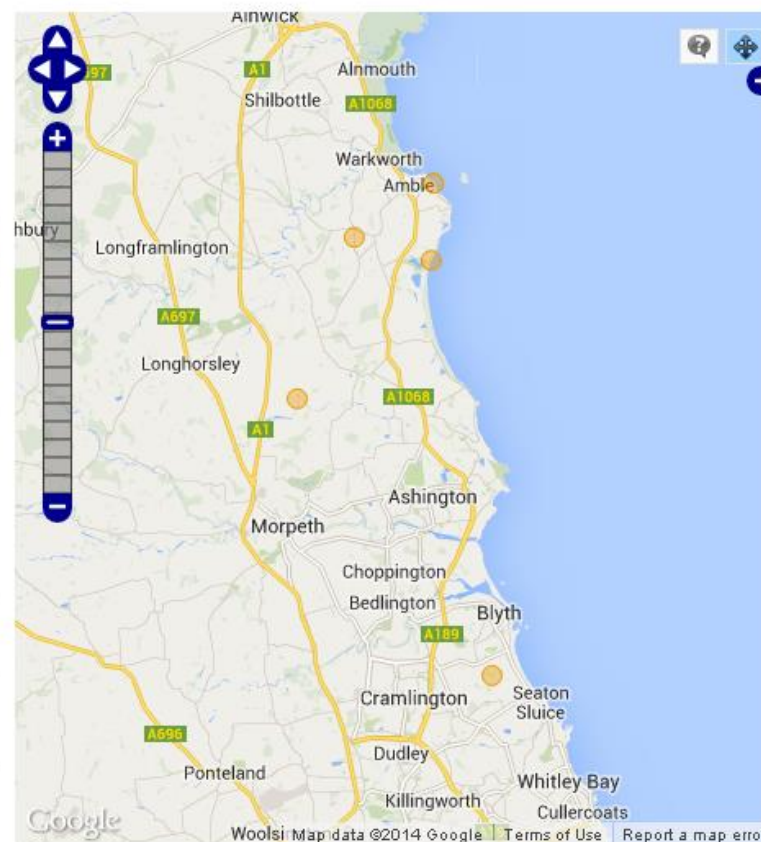 Alnwick
A697
A1
Alnmouth
Shilbottle
A1068
Warkworth
Amble
hbury
Longframlington
A697
Longhorsley
A1068
A1
Ashington
Morpeth
Choppington
Bedlington
Blyth
A189
Cramlington
Seaton
Sluice
A696
Dudley
Ponteland
Whitley Bay
Killingworth
Cullercoats
Google
Woolsi Map data ©2014 Google Terms of Use Report a map erro